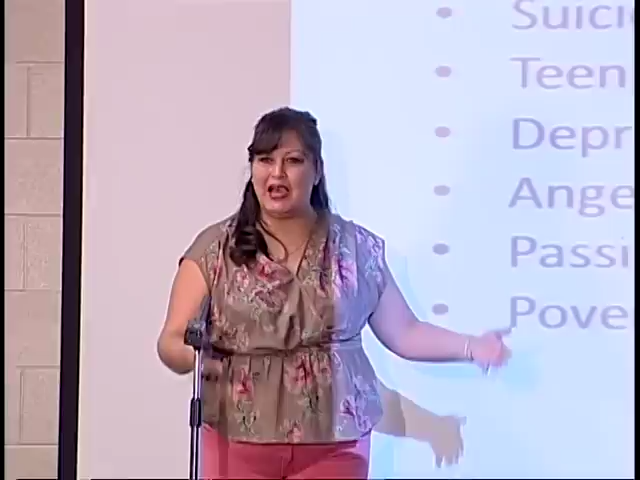 • Suici
• Teen
• Depr
• Ange
• Passi
• Pove